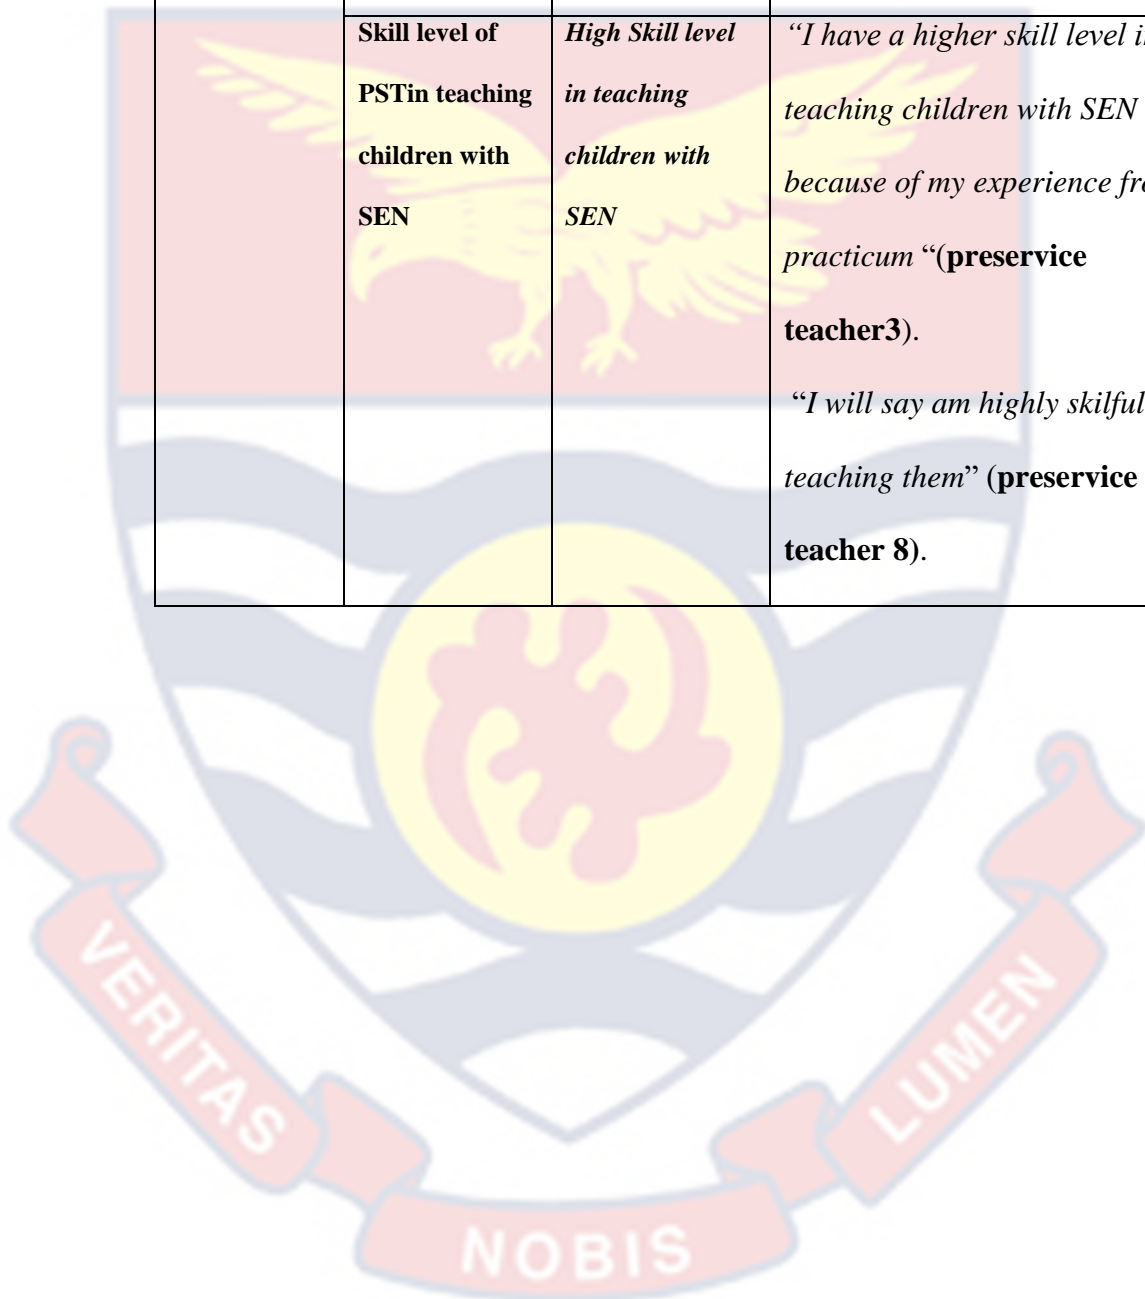 Skill level of
PSTin teaching
children with
SEN
High Skill level
in teaching
children with
SEN
“I have a higher skill level
teaching children with SEN
because of my experience
practicum “(preservice
teacher3).
“I will say am highly skilful
teaching them” (preservice
teacher 8).
VERITAS
NOBIS
LUMEN